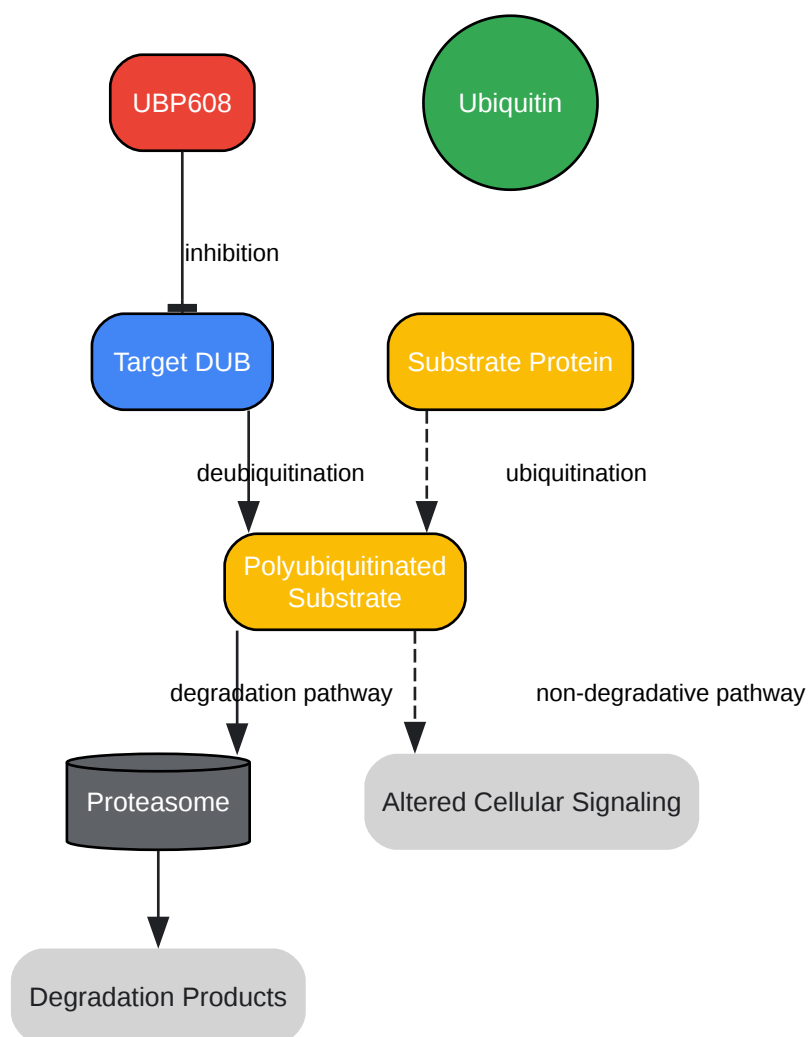 UBP608
Ubiquitin
inhibition
Target DUB
Substrate Protein
deubiquitination
ubiquitination
Polyubiquitinated
Substrate
degradation pathway
non-degradative pathway
Proteasome
Altered Cellular Signaling
Degradation Products